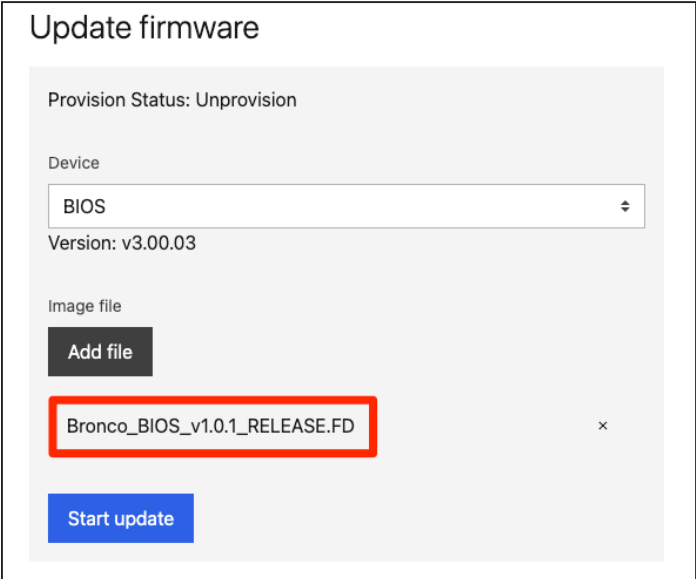 Update firmware
Provision Status: Unprovision
Device
BIOS
Version: v3.00.03
Image file
Add file
Bronco_BIOS_v1.0.1_RELEASE.FD ×
Start update